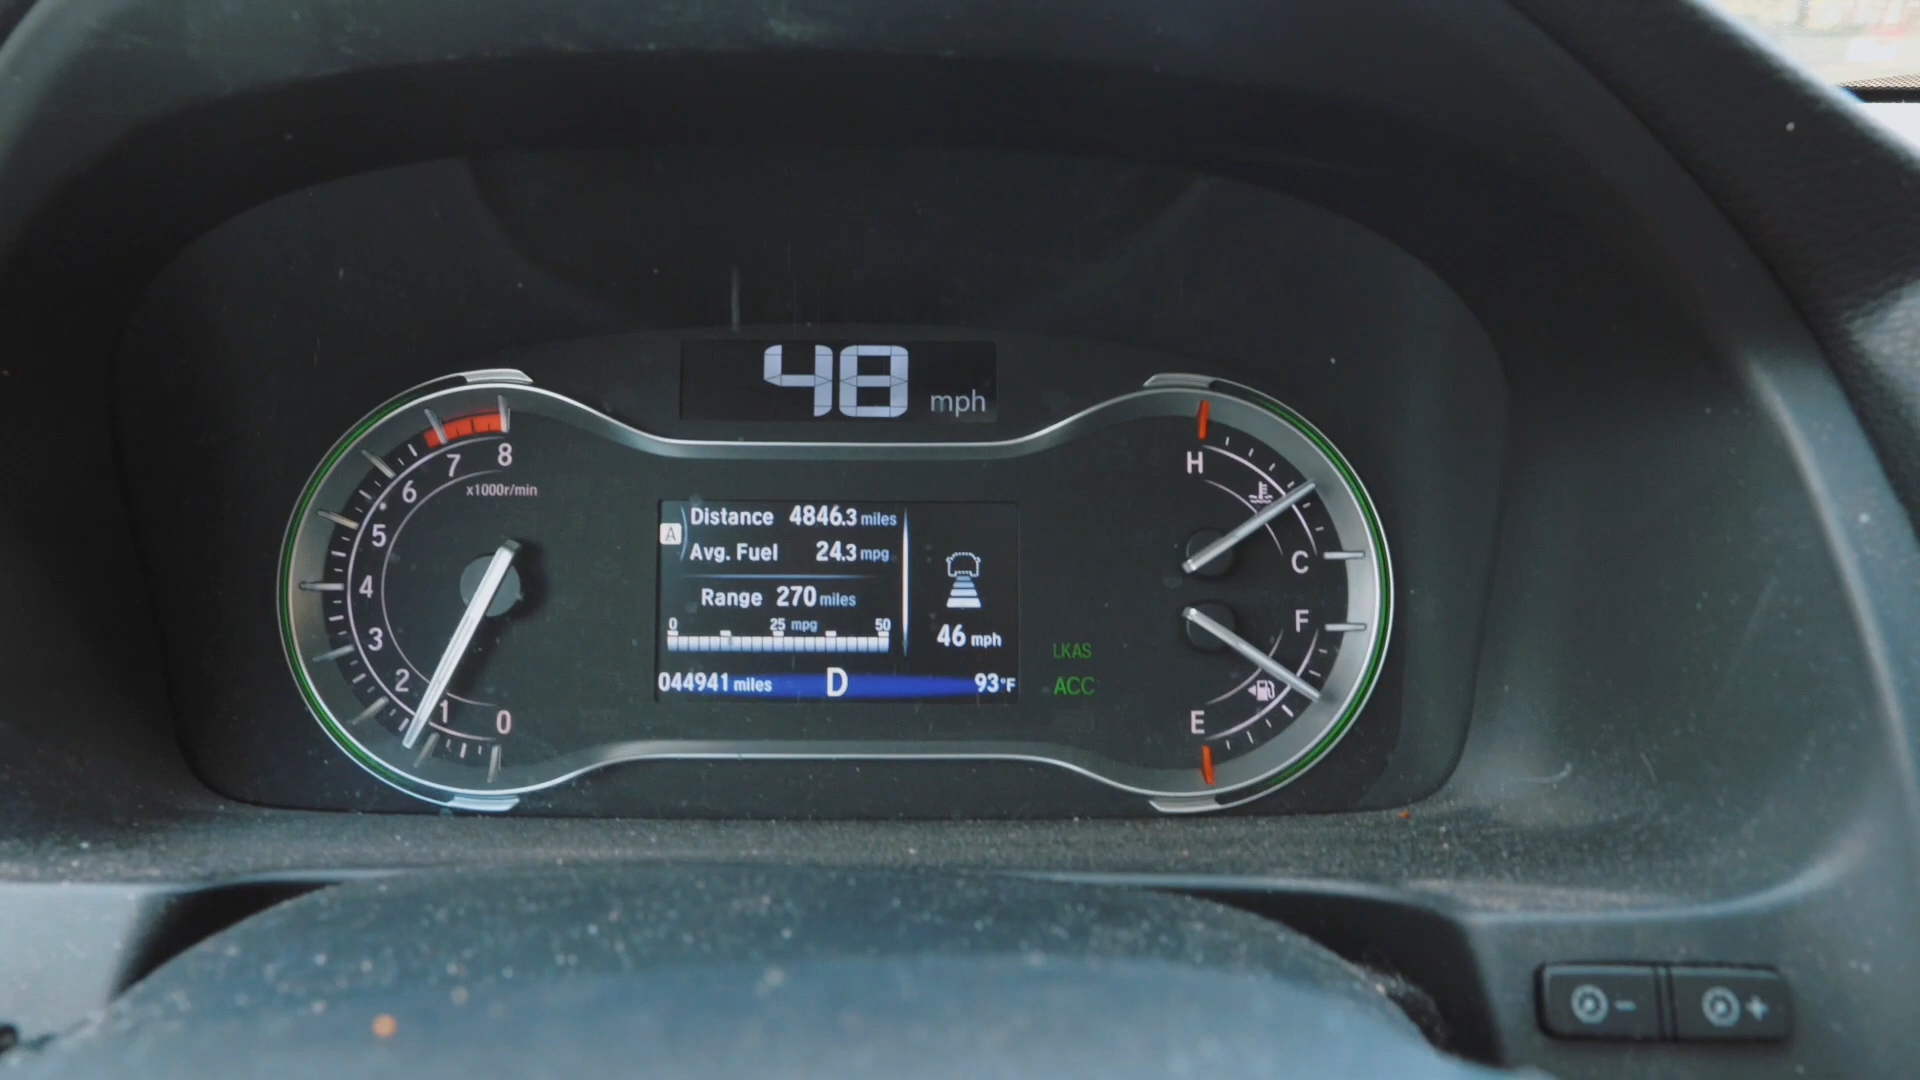 48 mph
8
7
6
5
4
3
2
1
0
x1000r/min
A
Distance 4846.3 miles
Avg. Fuel 24.3 mpg
Range 270 miles
0 25 mpg 50
46 mph
044941 miles D 93°F
LKAS
ACC
H
C
F
E